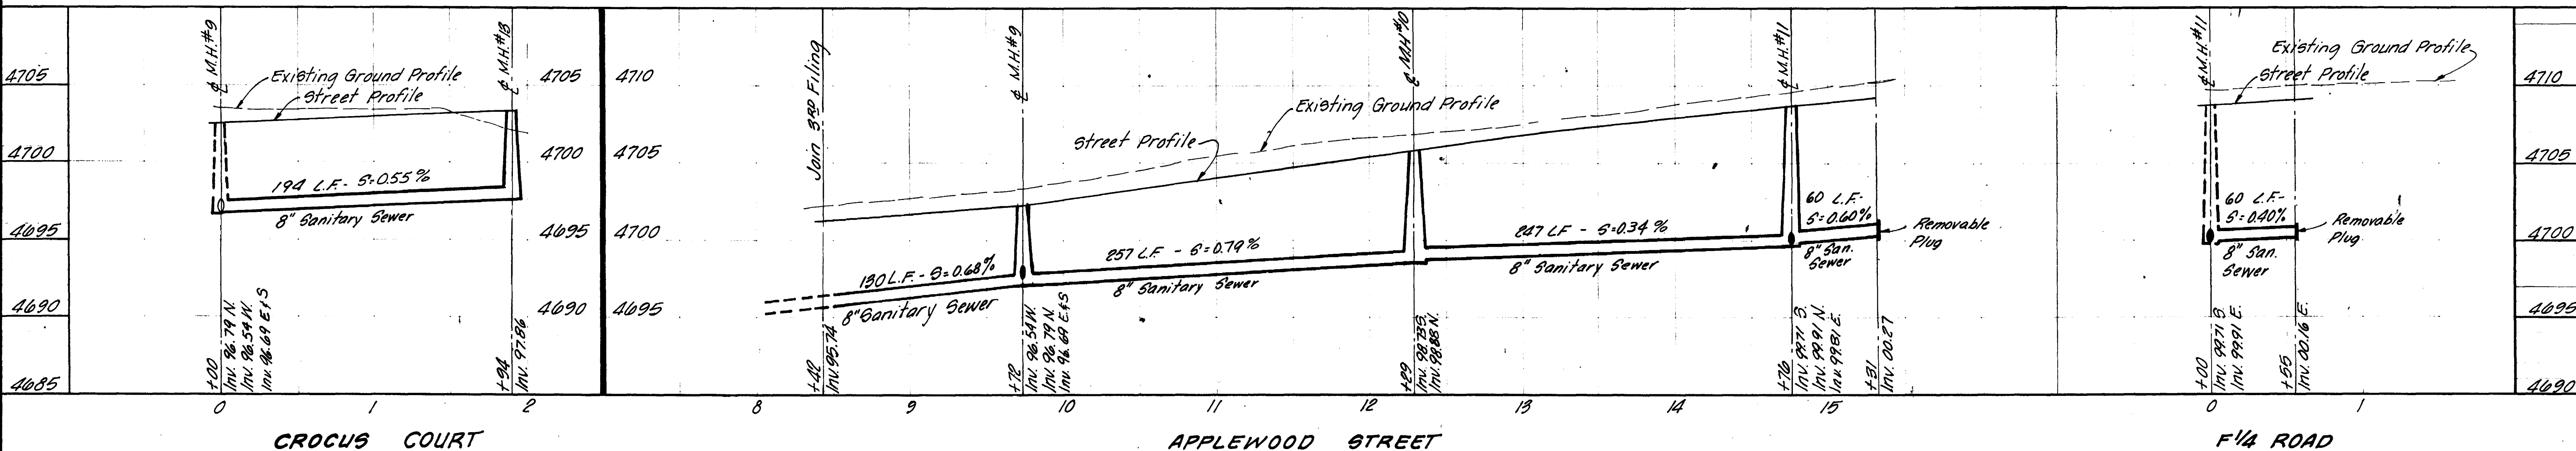 4705
4700
4695
4690
4685
₵ M.H.#9
₵ M.H.#13
Existing Ground Profile
Street Profile
194 L.F. - S=0.55%
8" Sanitary Sewer
+00
Inv. 96.79 N.
Inv. 96.54 W.
Inv. 96.69 E.&S
+94
Inv. 97.86
4705
4700
4695
4690
0 1 2
CROCUS COURT
4710
4705
4700
4695
Join 3RD Filing
₵ M.H.#9
₵ M.H.#10
₵ M.H.#11
Street Profile
Existing Ground Profile
130 L.F. - S=0.68%
8" Sanitary Sewer
257 L.F. - S=0.79%
8" Sanitary Sewer
247 L.F. - S=0.34%
8" Sanitary Sewer
60 L.F.-
S=0.60%
8" San.
Sewer
Removable
Plug
+42
Inv. 95.74
+72
Inv. 96.54 W.
Inv. 96.79 N.
Inv. 96.69 E.&S
+29
Inv. 98.78 S.
Inv. 98.88 N.
+76
Inv. 99.71 S.
Inv. 99.91 N.
Inv. 99.81 E.
+31
Inv. 00.27
8 9 10 11 12 13 14 15
APPLEWOOD STREET
₵ M.H.#11
Existing Ground Profile
Street Profile
60 L.F.-
S=0.40%
8" San.
Sewer
Removable
Plug
+00
Inv. 99.71 S.
Inv. 99.91 E.
+55
Inv. 00.16 E.
0 1
F 1/4 ROAD
4710
4705
4700
4695
4690